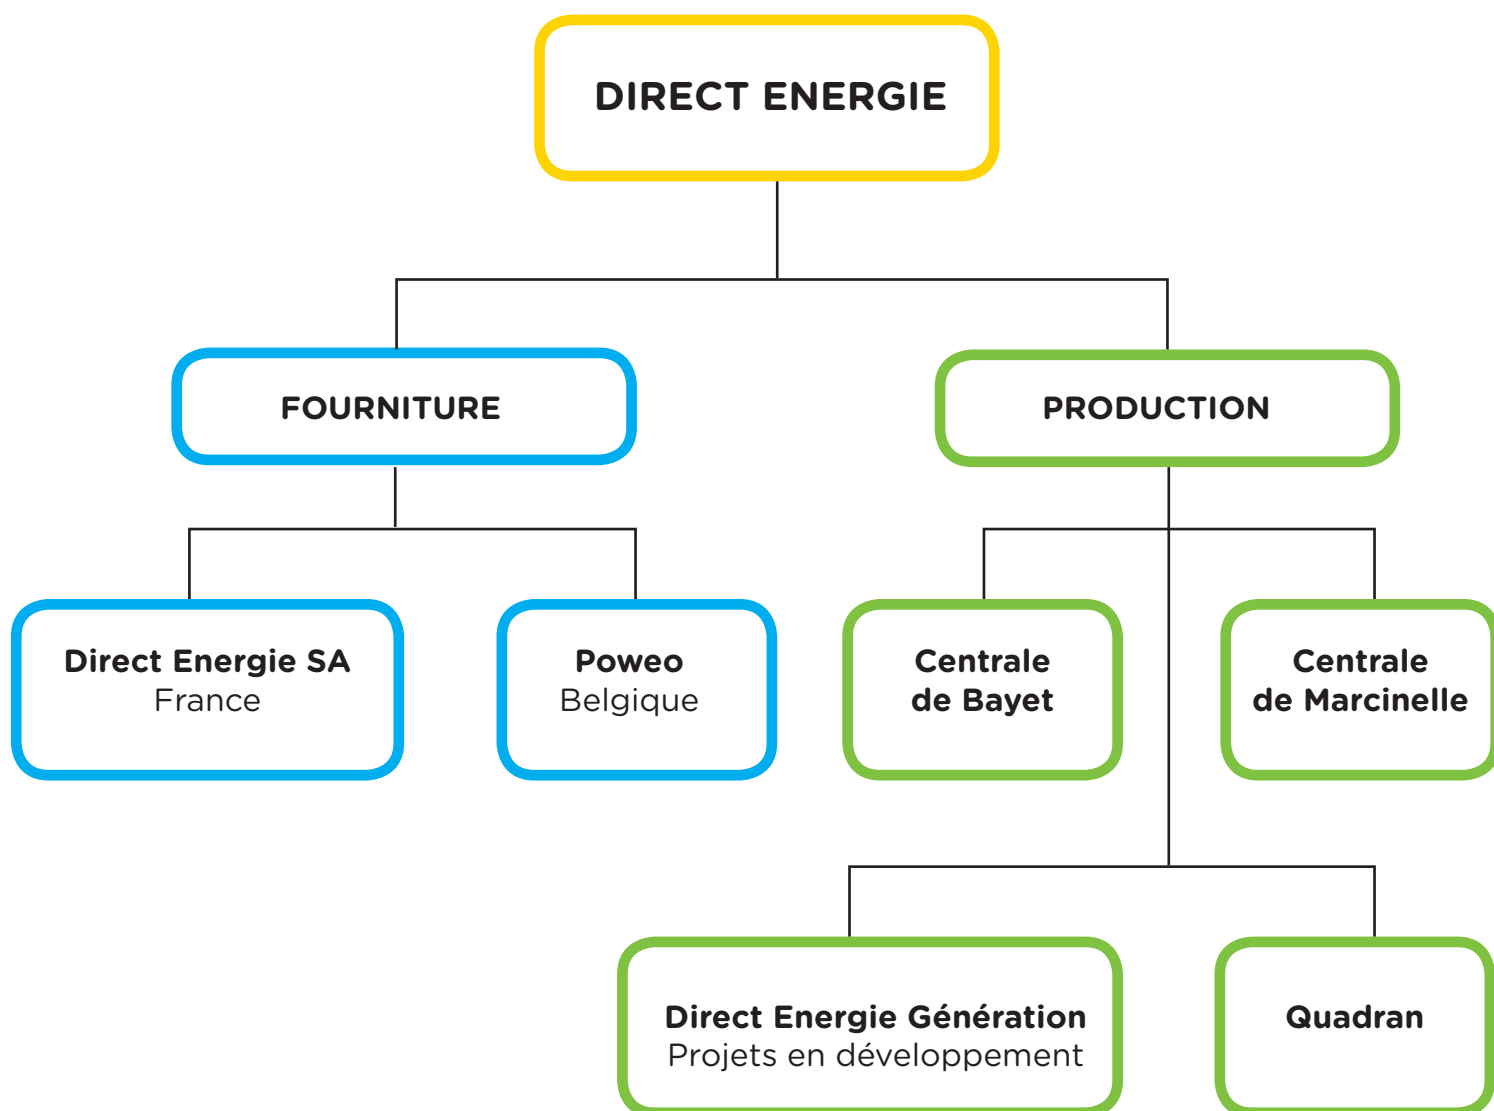 DIRECT ENERGIE
FOURNITURE
PRODUCTION
Direct Energie SA
France
Poweo
Belgique
Centrale
de Bayet
Centrale
de Marcinelle
Direct Energie Génération
Projets en développement
Quadran